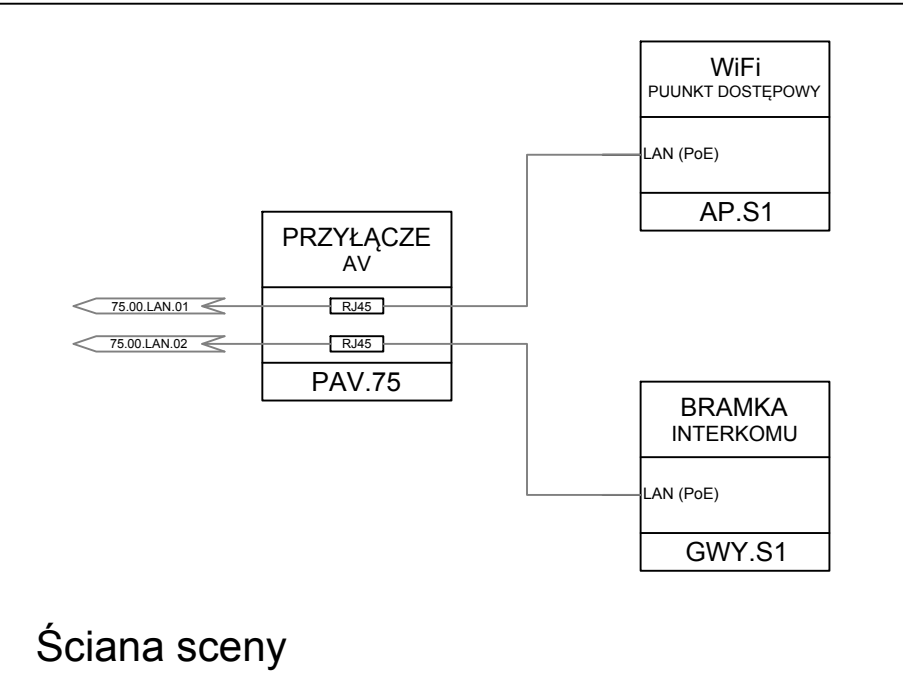 WiFi
PUUNKT DOSTĘPOWY
LAN (PoE)
AP.S1
PRZYŁĄCZE
AV
75.00.LAN.01
RJ45
75.00.LAN.02
RJ45
PAV.75
BRAMKA
INTERKOMU
LAN (PoE)
GWY.S1
Ściana sceny